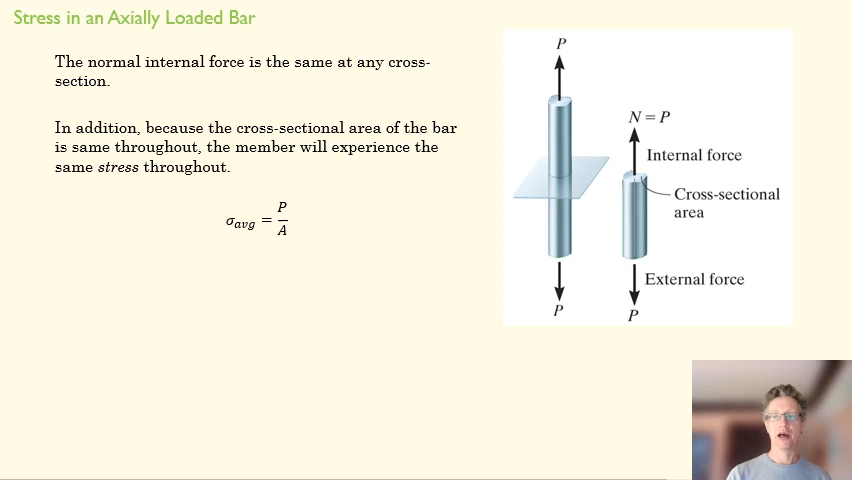 Stress in an Axially Loaded Bar
The normal internal force is the same at any cross-
section.
In addition, because the cross-sectional area of the bar
is same throughout, the member will experience the
same stress throughout.
σavg = P/A
P
N = P
Internal force
Cross-sectional
area
External force
P
P